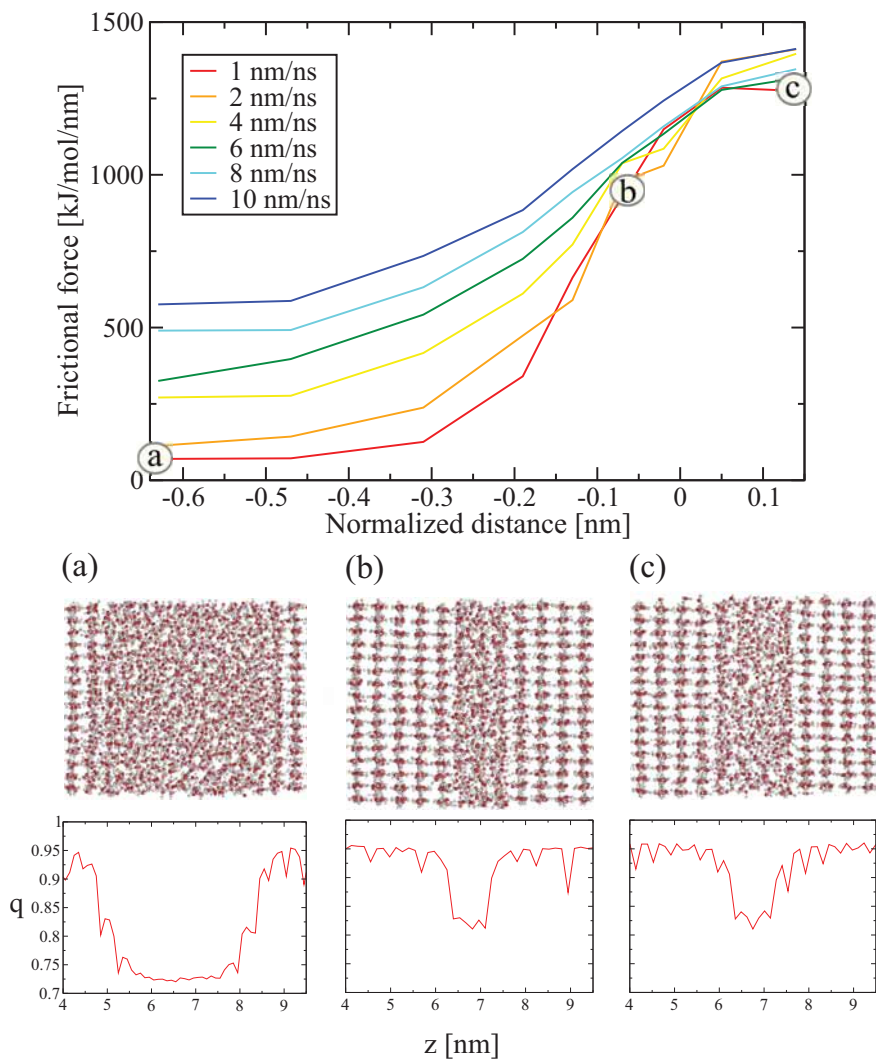 1500
1000
500
0
Frictional force [kJ/mol/nm]
1 nm/ns
2 nm/ns
4 nm/ns
6 nm/ns
8 nm/ns
10 nm/ns
a
b
c
-0.6 -0.5 -0.4 -0.3 -0.2 -0.1 0 0.1
Normalized distance [nm]
(a) (b) (c)
1
0.95
0.9
0.85
0.8
0.75
0.7
q
4 5 6 7 8 9
4 5 6 7 8 9
4 5 6 7 8 9
z [nm]